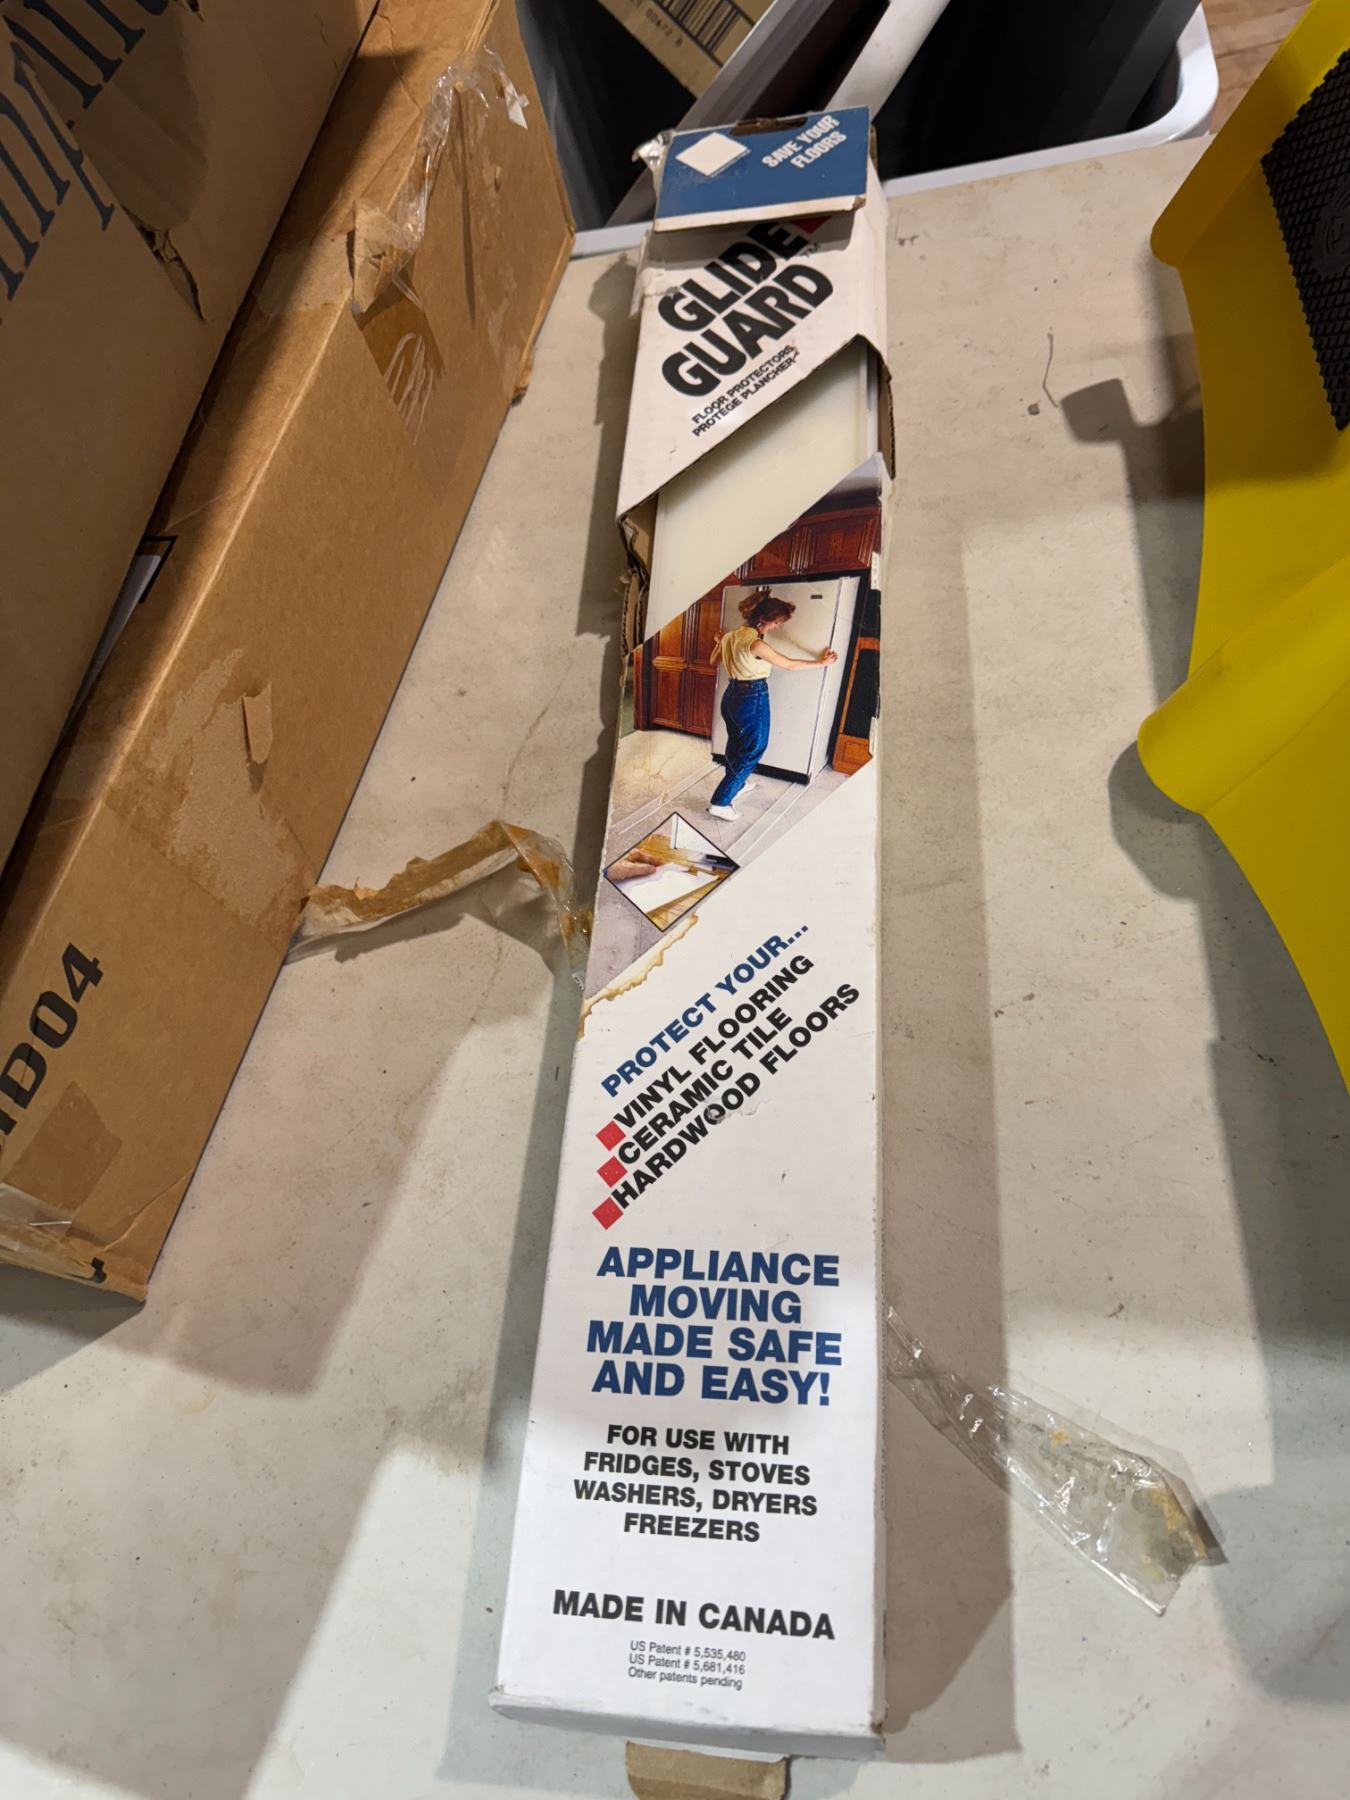 SAVE YOUR
FLOORS
GLIDE
GUARD™
FLOOR PROTECTORS
PROTEGE PLANCHER
PROTECT YOUR...
VINYL FLOORING
CERAMIC TILE
HARDWOOD FLOORS
APPLIANCE
MOVING
MADE SAFE
AND EASY!
FOR USE WITH
FRIDGES, STOVES
WASHERS, DRYERS
FREEZERS
MADE IN CANADA
US Patent # 5,535,480
US Patent # 5,681,416
Other patents pending